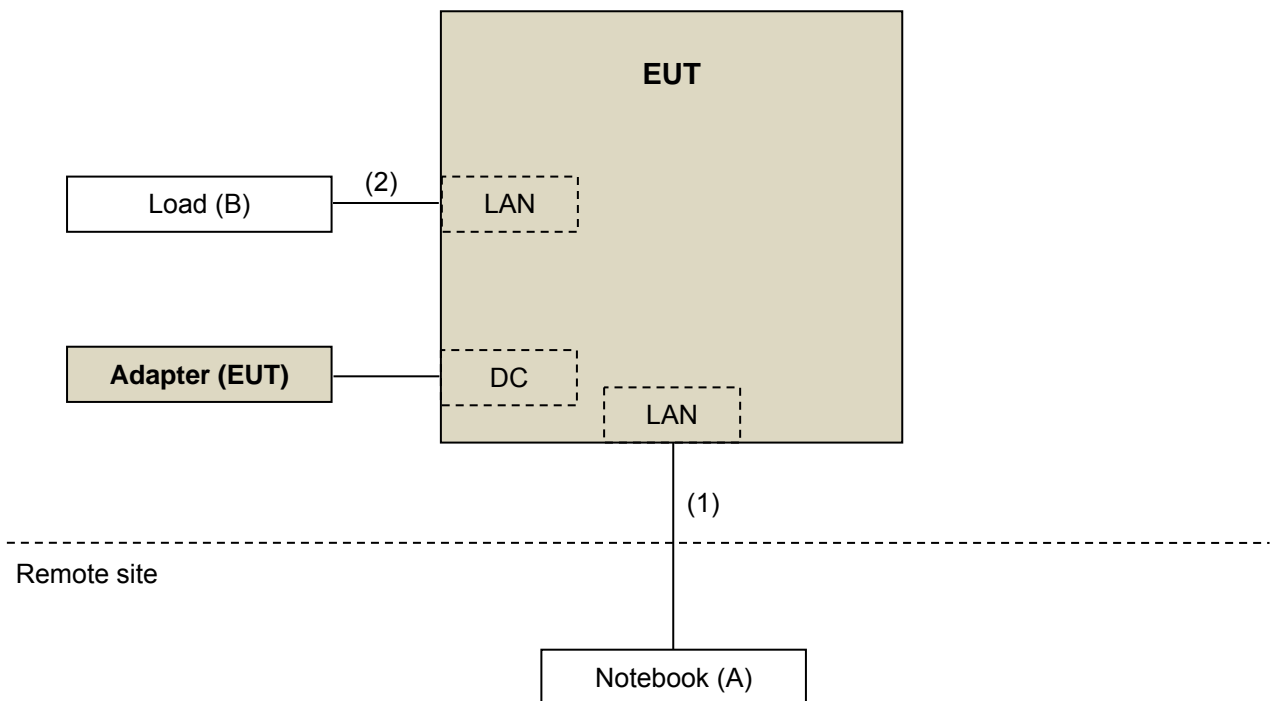 EUT
(2)
Load (B)
LAN
Adapter (EUT)
DC
LAN
(1)
Remote site
Notebook (A)